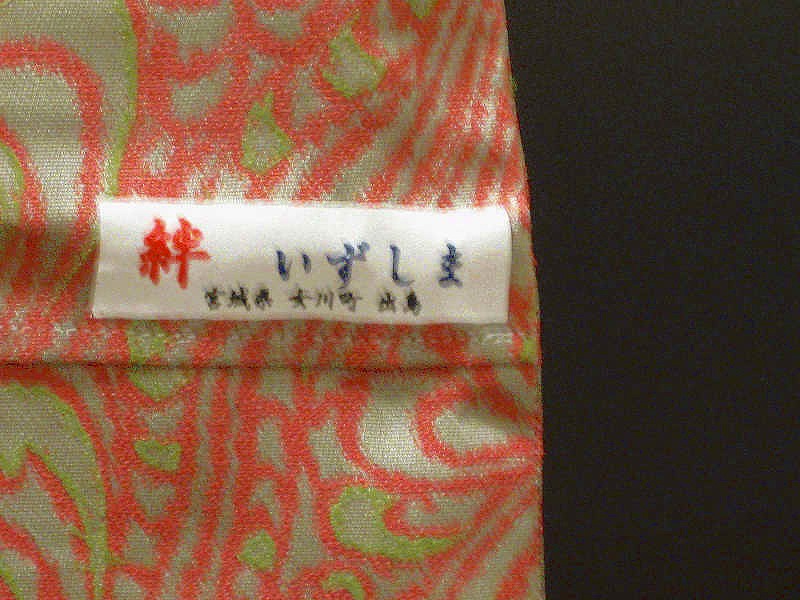 絆 いずしま
宮城県 女川町 出島